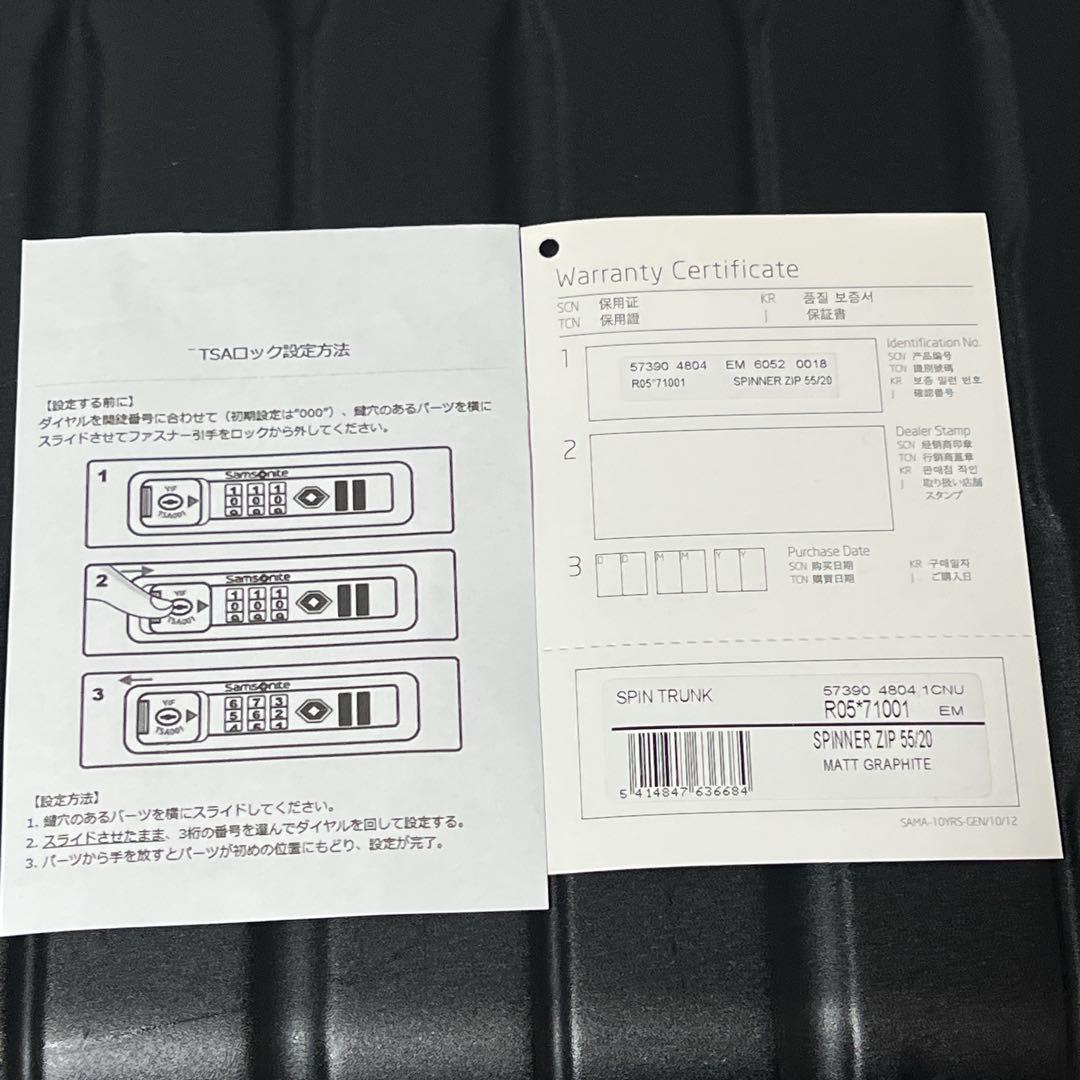 TSAロック設定方法
【設定する前に】
ダイヤルを開錠番号に合わせて（初期設定は"000"）、鍵穴のあるパーツを横に
スライドさせてファスナー引手をロックから外してください。
1
Samsonite
YIF
TSA001
1 1 1
0 0 0
2
Samsonite
YIF
TSA001
1 1 1
0 0 0
3
Samsonite
YIF
TSA001
6 7 3
5 6 2
4 5 1
【設定方法】
1. 鍵穴のあるパーツを横にスライドしてください。
2. スライドさせたまま、3桁の番号を選んでダイヤルを回して設定する。
3. パーツから手を放すとパーツが初めの位置にもどり、設定が完了。
Warranty Certificate
SCN 保用证 KR 품질 보증서
TCN 保用證 J 保証書
1
57390 4804 EM 6052 0018
R05*71001 SPINNER ZIP 55/20
Identification No.
SCN 产品编号
TCN 識別號碼
KR 보증 일련 번호
J 確認番号
2
Dealer Stamp
SCN 经销商印章
TCN 行銷商蓋章
KR 판매점 직인
J 取り扱い店舗
スタンプ
3
D D M M Y Y
Purchase Date
SCN 购买日期 KR 구매일자
TCN 購買日期 J ご購入日
SPIN TRUNK
57390 4804 1CNU
R05*71001 EM
SPINNER ZIP 55/20
MATT GRAPHITE
5 414847 636684
SAMA-10YRS-GEN/10/12